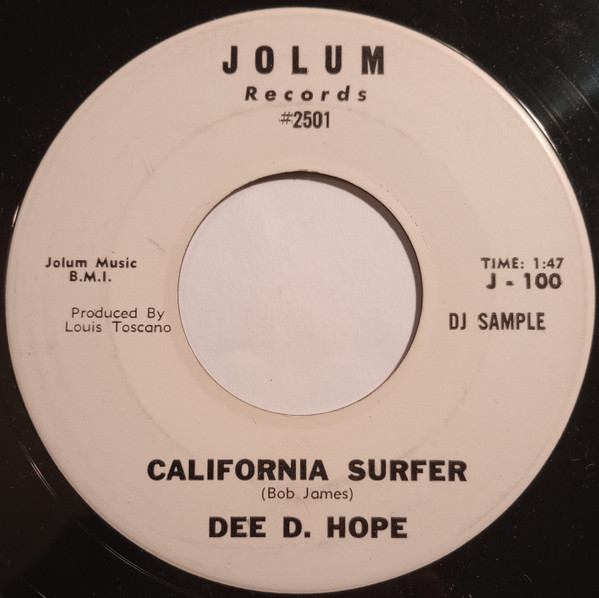 JOLUM
Records
#2501
Jolum Music
B.M.I.
Produced By
Louis Toscano
TIME: 1:47
J - 100
DJ SAMPLE
CALIFORNIA SURFER
(Bob James)
DEE D. HOPE